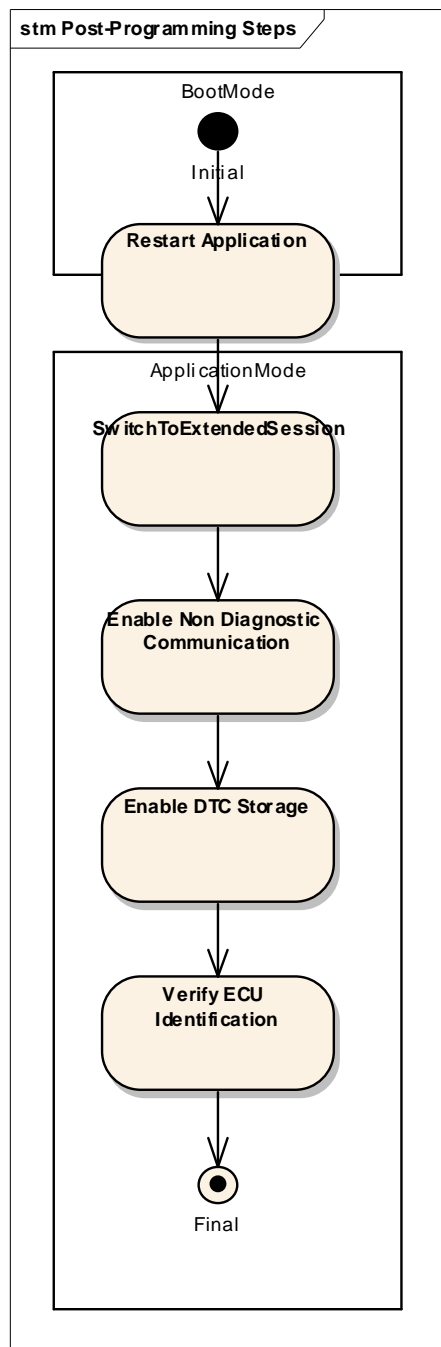 stm Post-Programming Steps
BootMode
Initial
Restart Application
ApplicationMode
SwitchToExtendedSession
Enable Non Diagnostic
Communication
Enable DTC Storage
Verify ECU
Identification
Final